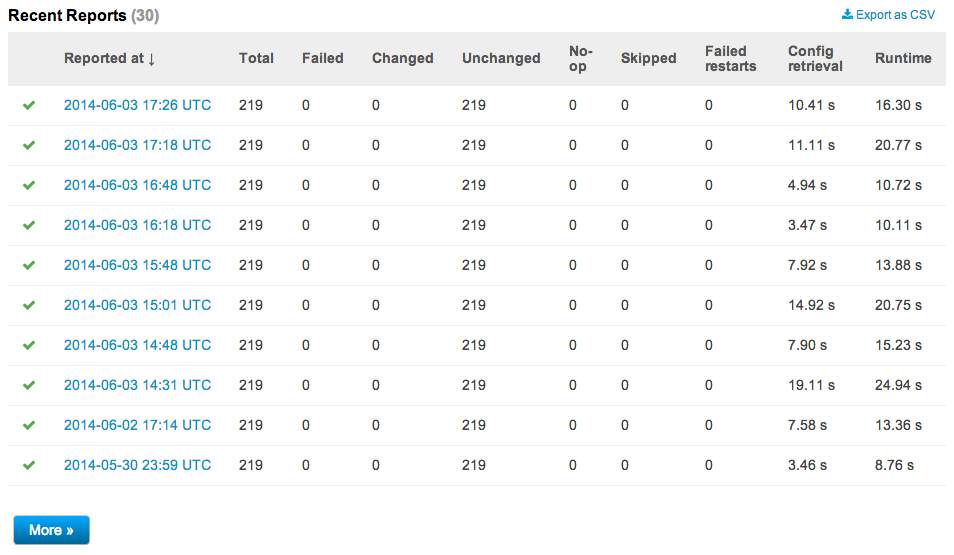 Recent Reports (30) Export as CSV
Reported at ↓ Total Failed Changed Unchanged No-op Skipped Failed restarts Config retrieval Runtime
2014-06-03 17:26 UTC 219 0 0 219 0 0 0 10.41 s 16.30 s
2014-06-03 17:18 UTC 219 0 0 219 0 0 0 11.11 s 20.77 s
2014-06-03 16:48 UTC 219 0 0 219 0 0 0 4.94 s 10.72 s
2014-06-03 16:18 UTC 219 0 0 219 0 0 0 3.47 s 10.11 s
2014-06-03 15:48 UTC 219 0 0 219 0 0 0 7.92 s 13.88 s
2014-06-03 15:01 UTC 219 0 0 219 0 0 0 14.92 s 20.75 s
2014-06-03 14:48 UTC 219 0 0 219 0 0 0 7.90 s 15.23 s
2014-06-03 14:31 UTC 219 0 0 219 0 0 0 19.11 s 24.94 s
2014-06-02 17:14 UTC 219 0 0 219 0 0 0 7.58 s 13.36 s
2014-05-30 23:59 UTC 219 0 0 219 0 0 0 3.46 s 8.76 s
More »